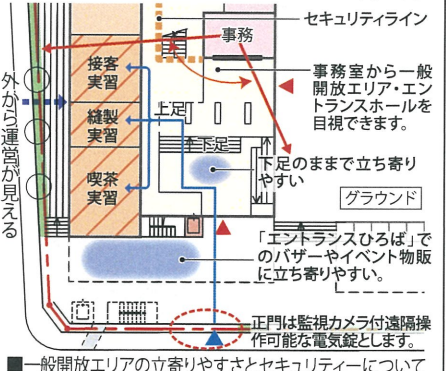 セキュリティライン
事務
事務室から一般
開放エリア・エン
トランスホールを
目視できます。
接客
実習
縫製
実習
喫茶
実習
上足
下足
外から運営が見える
下足のままで立ち寄り
やすい
グラウンド
「エントランスひろば」で
のバザーやイベント物販
に立ち寄りやすい。
正門は監視カメラ付遠隔操
作可能な電気錠とします。
■一般開放エリアの立寄りやすさとセキュリティーについて